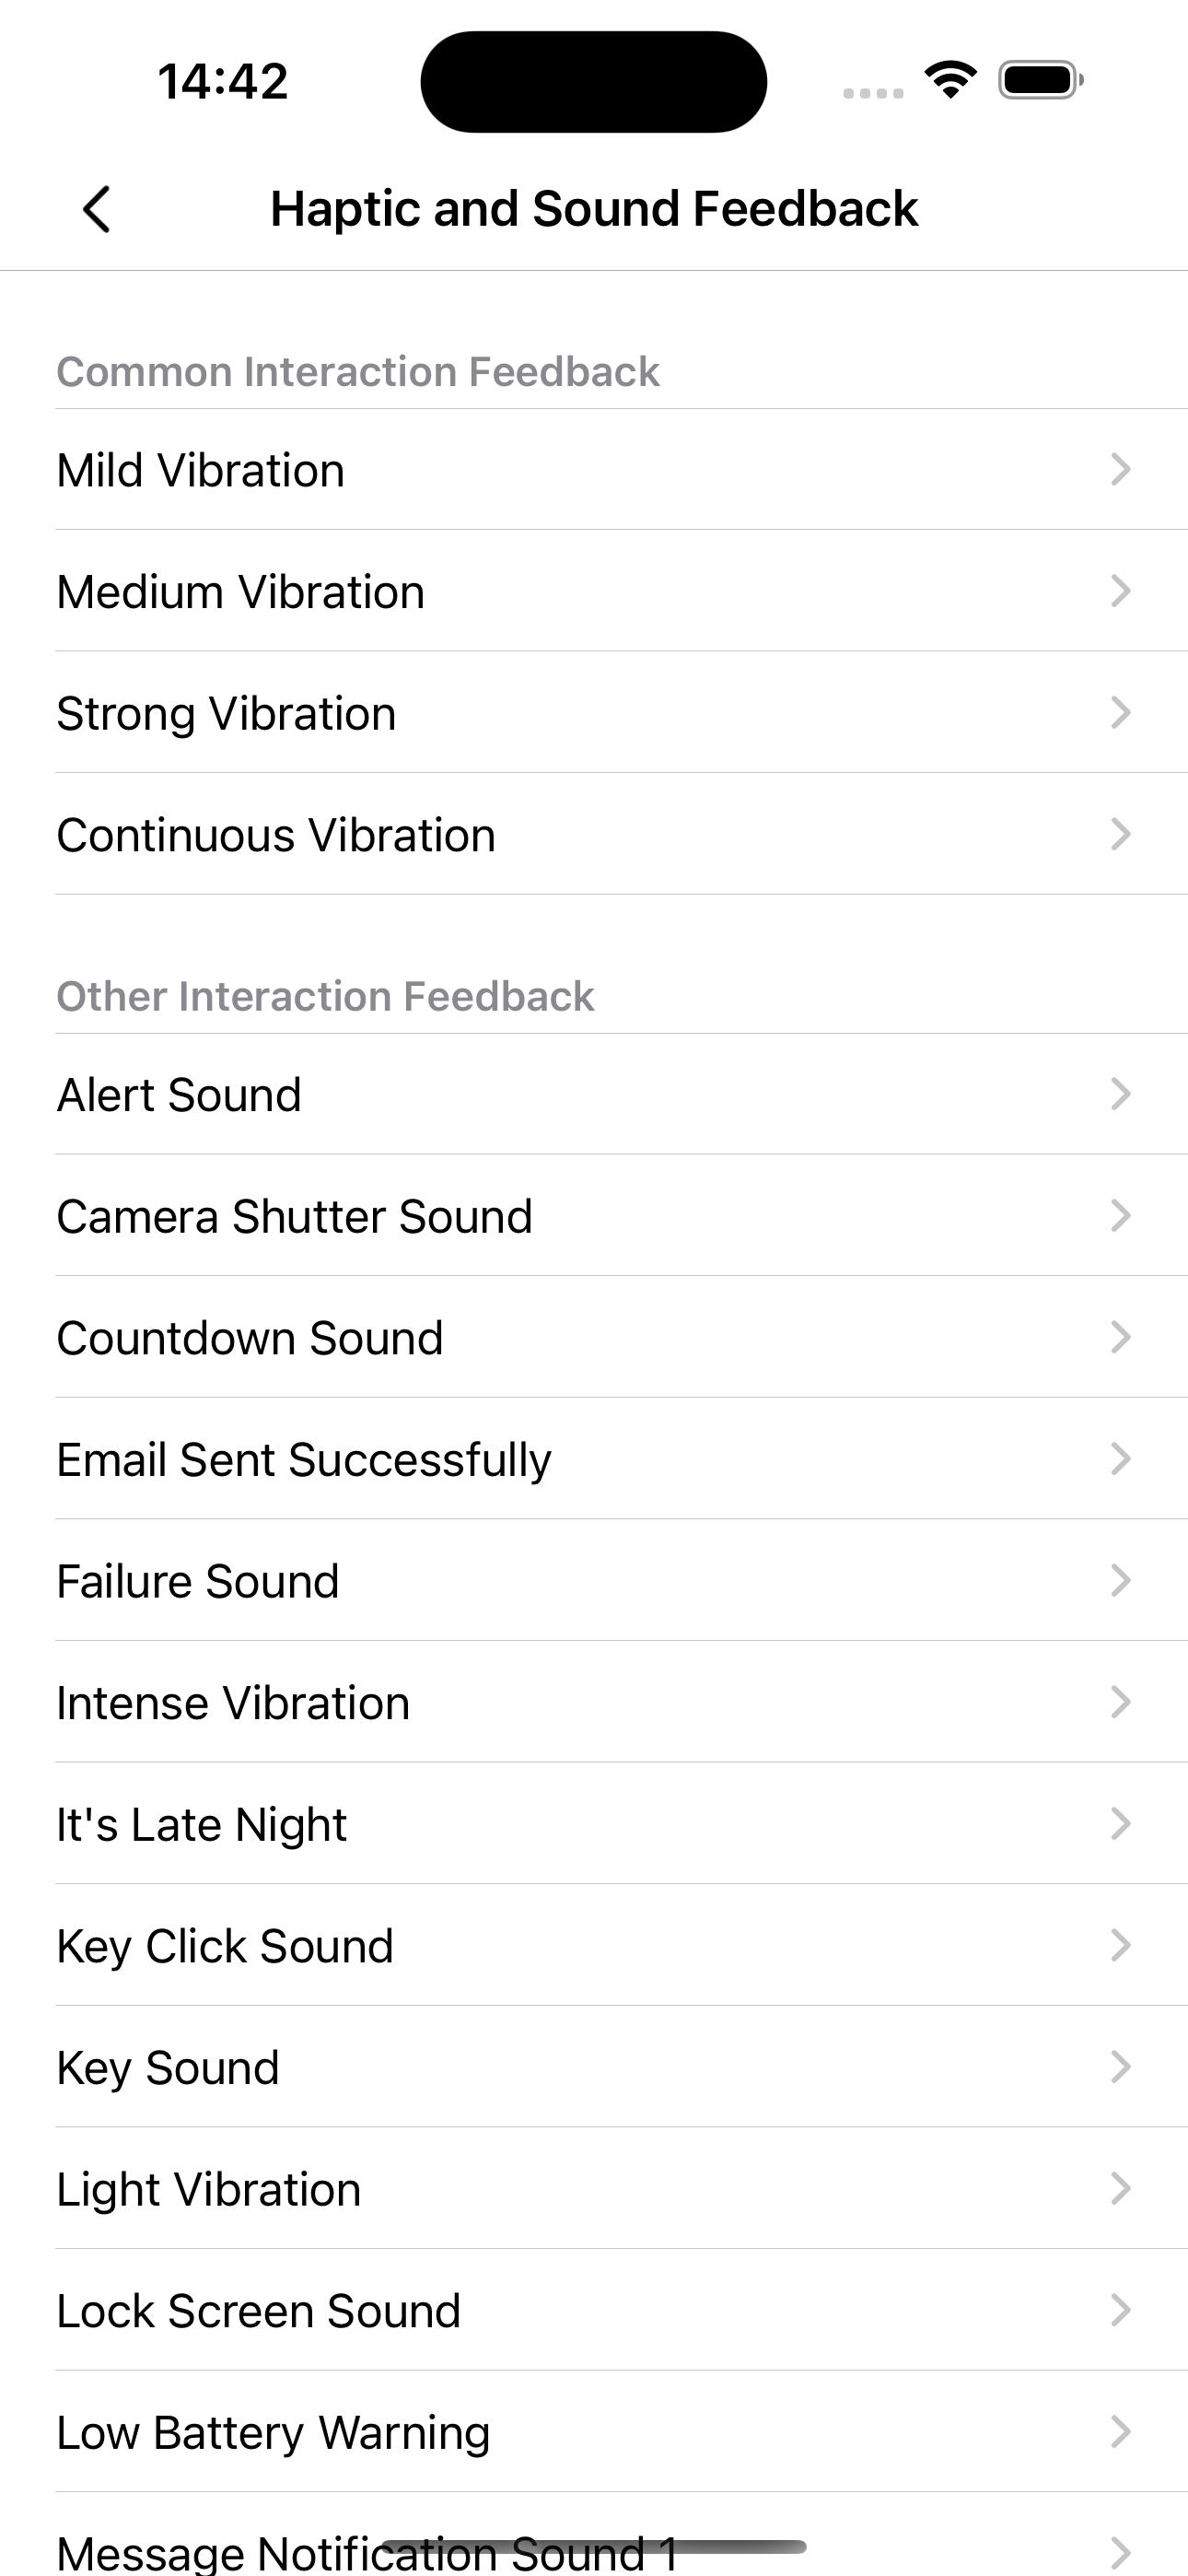 14:42
Haptic and Sound Feedback
Common Interaction Feedback
Mild Vibration
Medium Vibration
Strong Vibration
Continuous Vibration
Other Interaction Feedback
Alert Sound
Camera Shutter Sound
Countdown Sound
Email Sent Successfully
Failure Sound
Intense Vibration
It's Late Night
Key Click Sound
Key Sound
Light Vibration
Lock Screen Sound
Low Battery Warning
Message Notification Sound 1